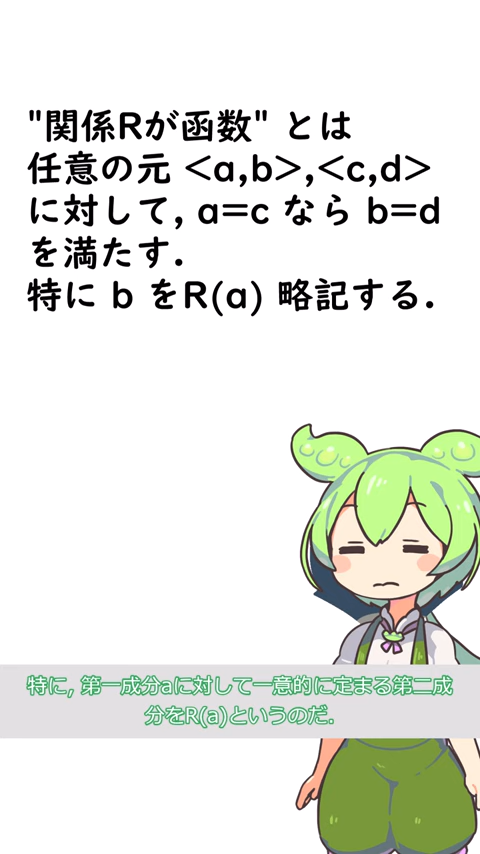 "関係Rが函数" とは
任意の元 <a,b>,<c,d>
に対して, a=c なら b=d
を満たす.
特に b をR(a) 略記する.
特に, 第一成分aに対して一意的に定まる第二成
分をR(a)というのだ.